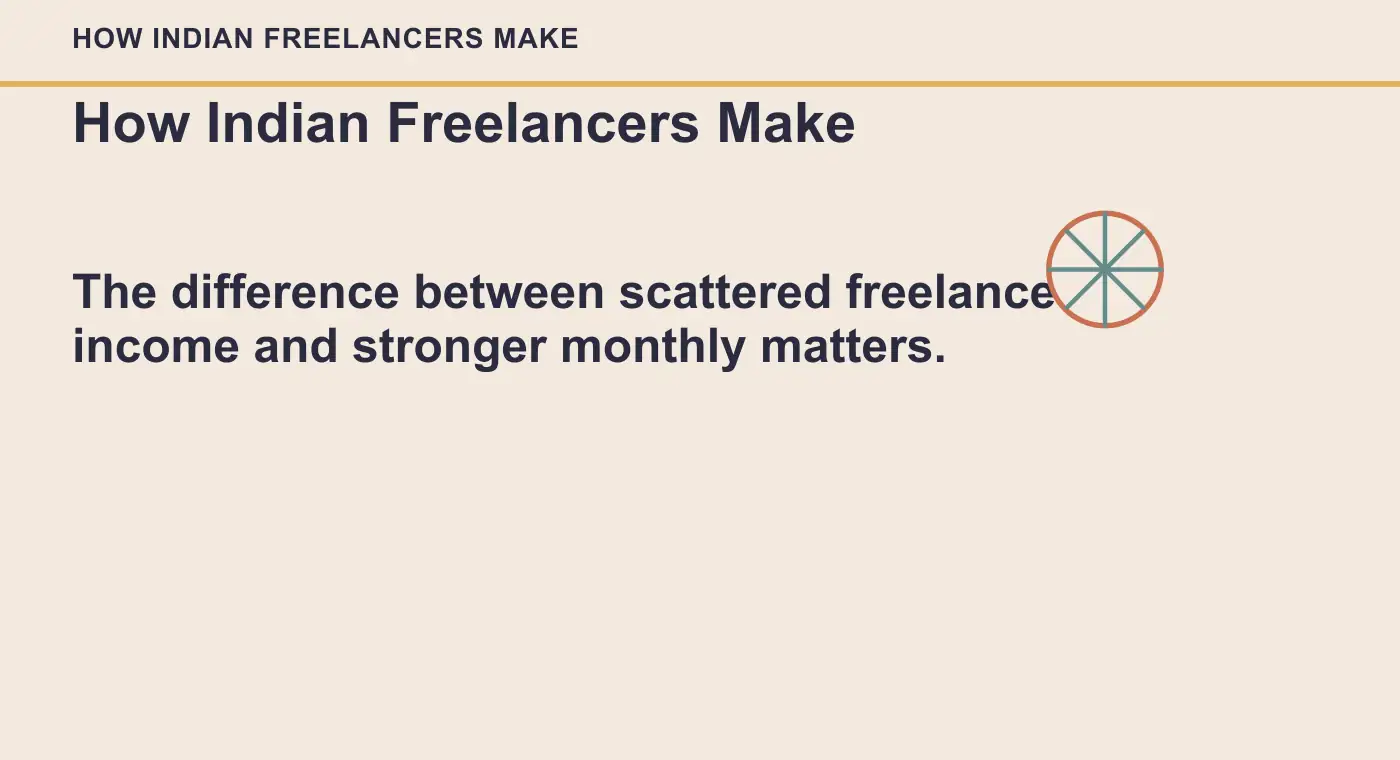 HOW INDIAN FREELANCERS MAKE
How Indian Freelancers Make
The difference between scattered freelance
income and stronger monthly matters.